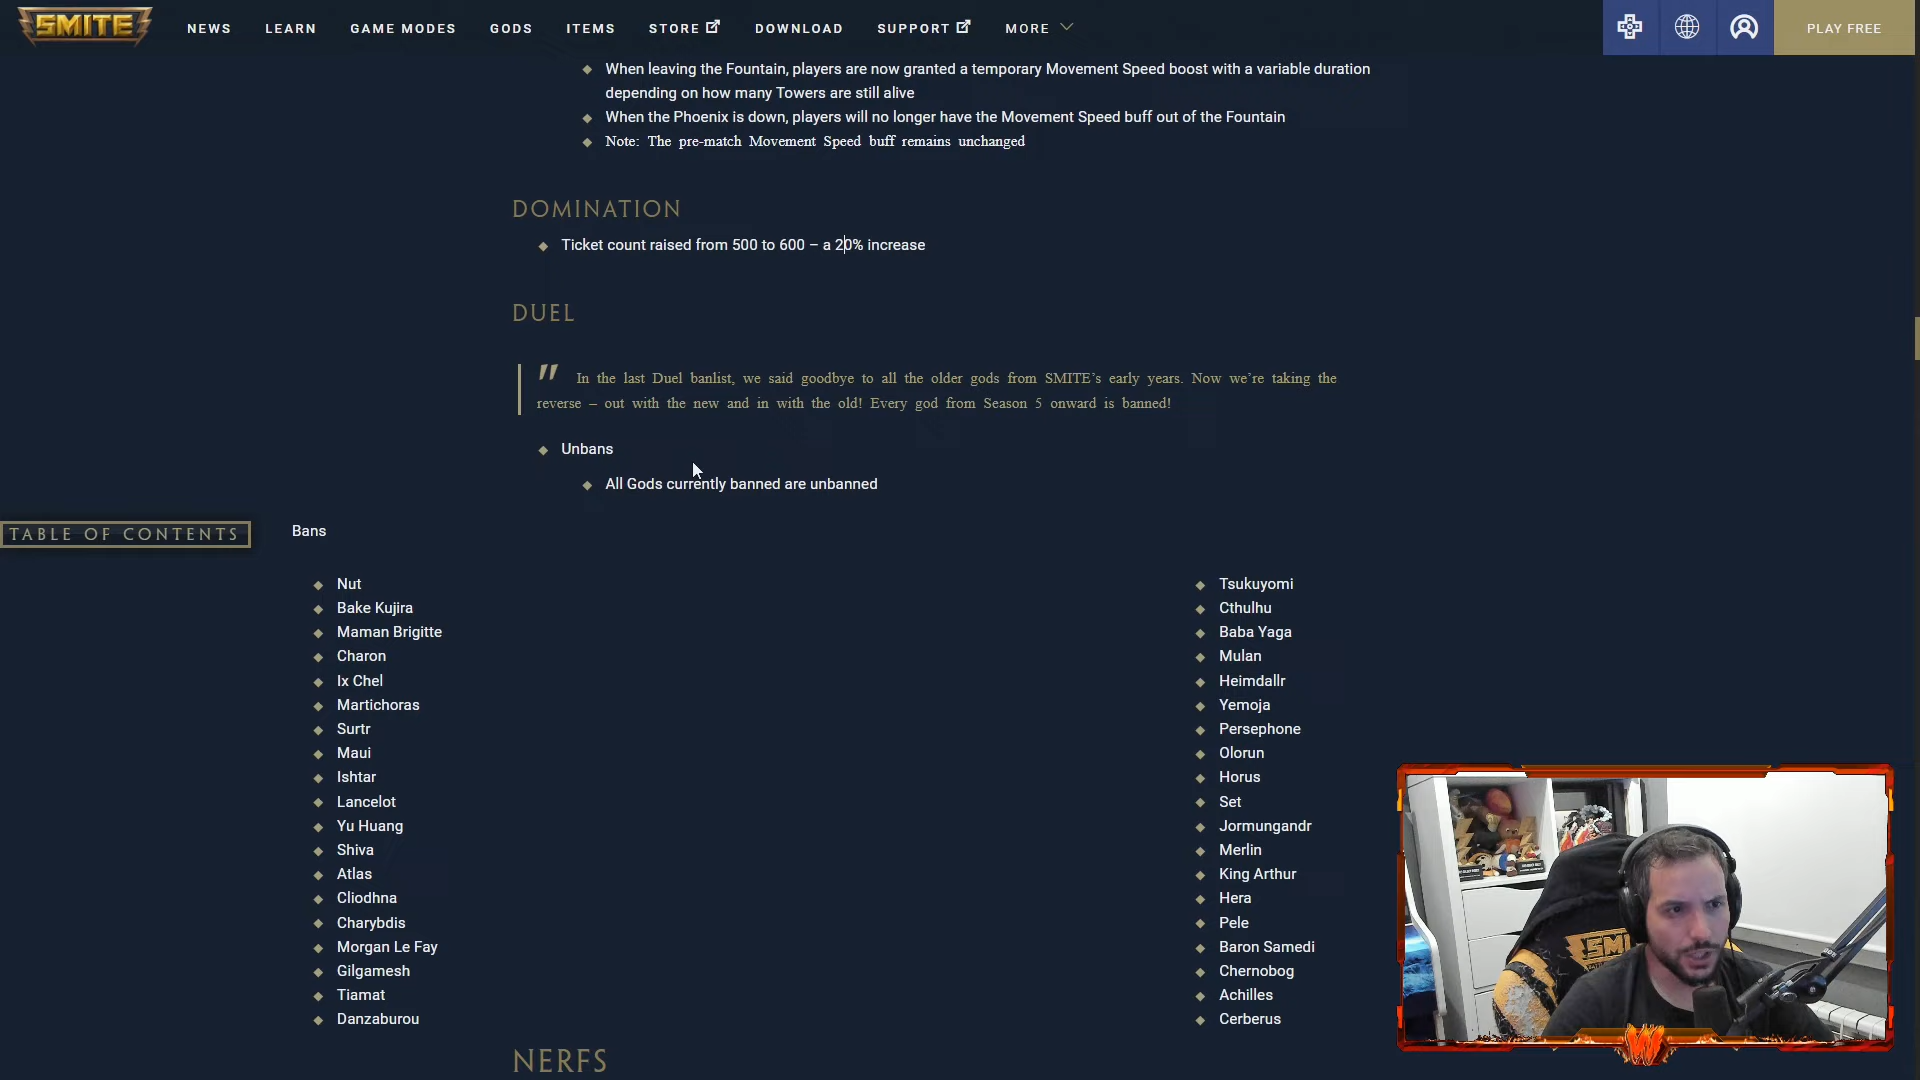 SMITE
NEWS LEARN GAME MODES GODS ITEMS STORE DOWNLOAD SUPPORT MORE PLAY FREE
When leaving the Fountain, players are now granted a temporary Movement Speed boost with a variable duration
depending on how many Towers are still alive
When the Phoenix is down, players will no longer have the Movement Speed buff out of the Fountain
Note: The pre-match Movement Speed buff remains unchanged
DOMINATION
Ticket count raised from 500 to 600 – a 20% increase
DUEL
" In the last Duel banlist, we said goodbye to all the older gods from SMITE’s early years. Now we’re taking the
reverse – out with the new and in with the old! Every god from Season 5 onward is banned!
Unbans
All Gods currently banned are unbanned
TABLE OF CONTENTS
Bans
Nut
Bake Kujira
Maman Brigitte
Charon
Ix Chel
Martichoras
Surtr
Maui
Ishtar
Lancelot
Yu Huang
Shiva
Atlas
Cliodhna
Charybdis
Morgan Le Fay
Gilgamesh
Tiamat
Danzaburou
Tsukuyomi
Cthulhu
Baba Yaga
Mulan
Heimdallr
Yemoja
Persephone
Olorun
Horus
Set
Jormungandr
Merlin
King Arthur
Hera
Pele
Baron Samedi
Chernobog
Achilles
Cerberus
NERFS
SMI